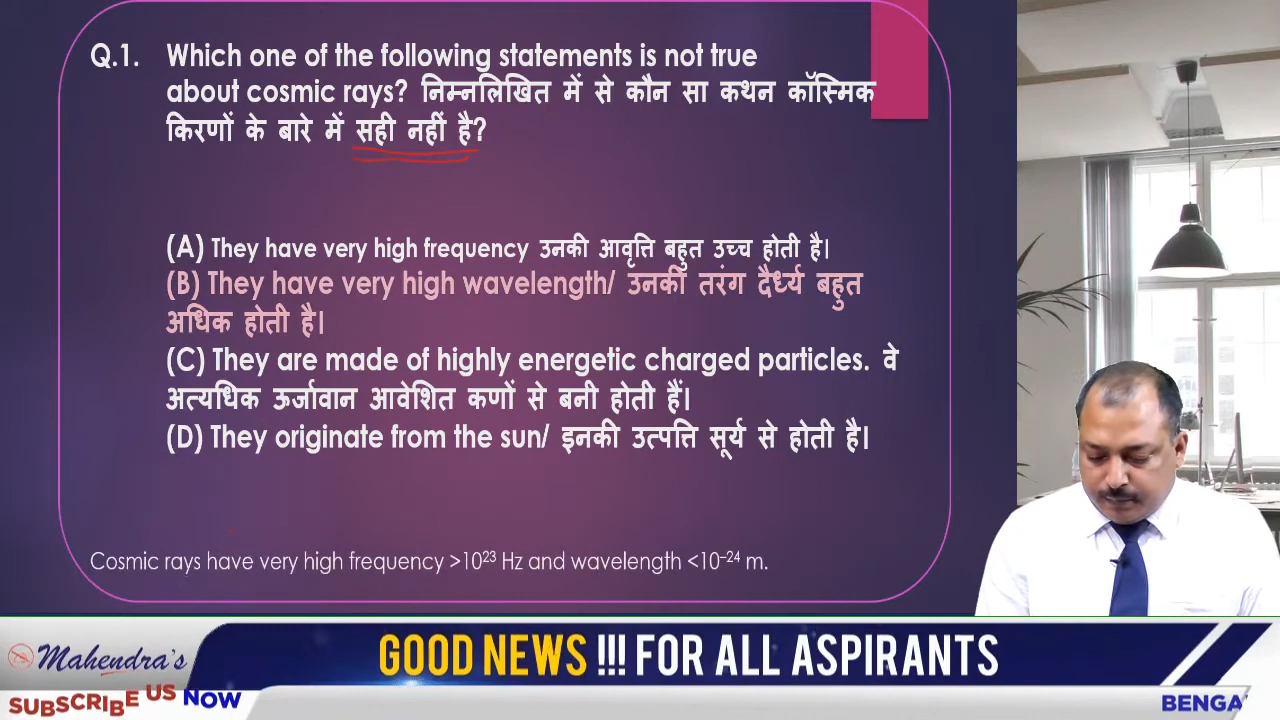 Q.1. Which one of the following statements is not true
about cosmic rays? निम्नलिखित में से कौन सा कथन कॉस्मिक
किरणों के बारे में सही नहीं है?
(A) They have very high frequency उनकी आवृत्ति बहुत उच्च होती है।
(B) They have very high wavelength/ उनकी तरंग दैर्ध्य बहुत
अधिक होती है।
(C) They are made of highly energetic charged particles. वे
अत्यधिक ऊर्जावान आवेशित कणों से बनी होती हैं।
(D) They originate from the sun/ इनकी उत्पत्ति सूर्य से होती है।
Cosmic rays have very high frequency >10²³ Hz and wavelength <10⁻²⁴ m.
Mahendra's
GOOD NEWS !!! FOR ALL ASPIRANTS
SUBSCRIBE US NOW
BENGA